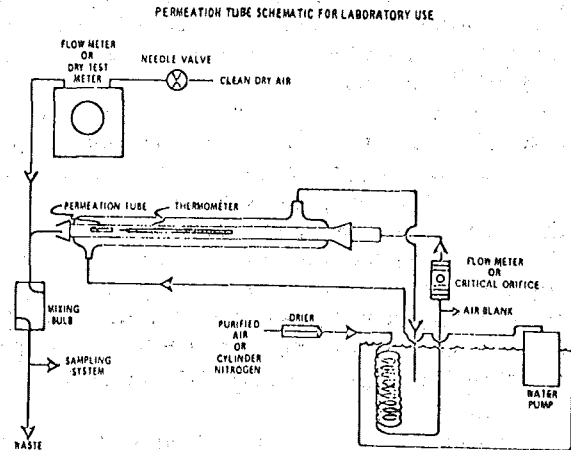 PERMEATION TUBE SCHEMATIC FOR LABORATORY USE
FLOW METER
OR
DRY TEST
METER
NEEDLE VALVE
CLEAN DRY AIR
PERMEATION TUBE
THERMOMETER
FLOW METER
OR
CRITICAL ORIFICE
AIR BLANK
MIXING
BULB
PURIFIED
AIR
OR
CYLINDER
NITROGEN
DRIER
SAMPLING
SYSTEM
WATER
PUMP
WASTE